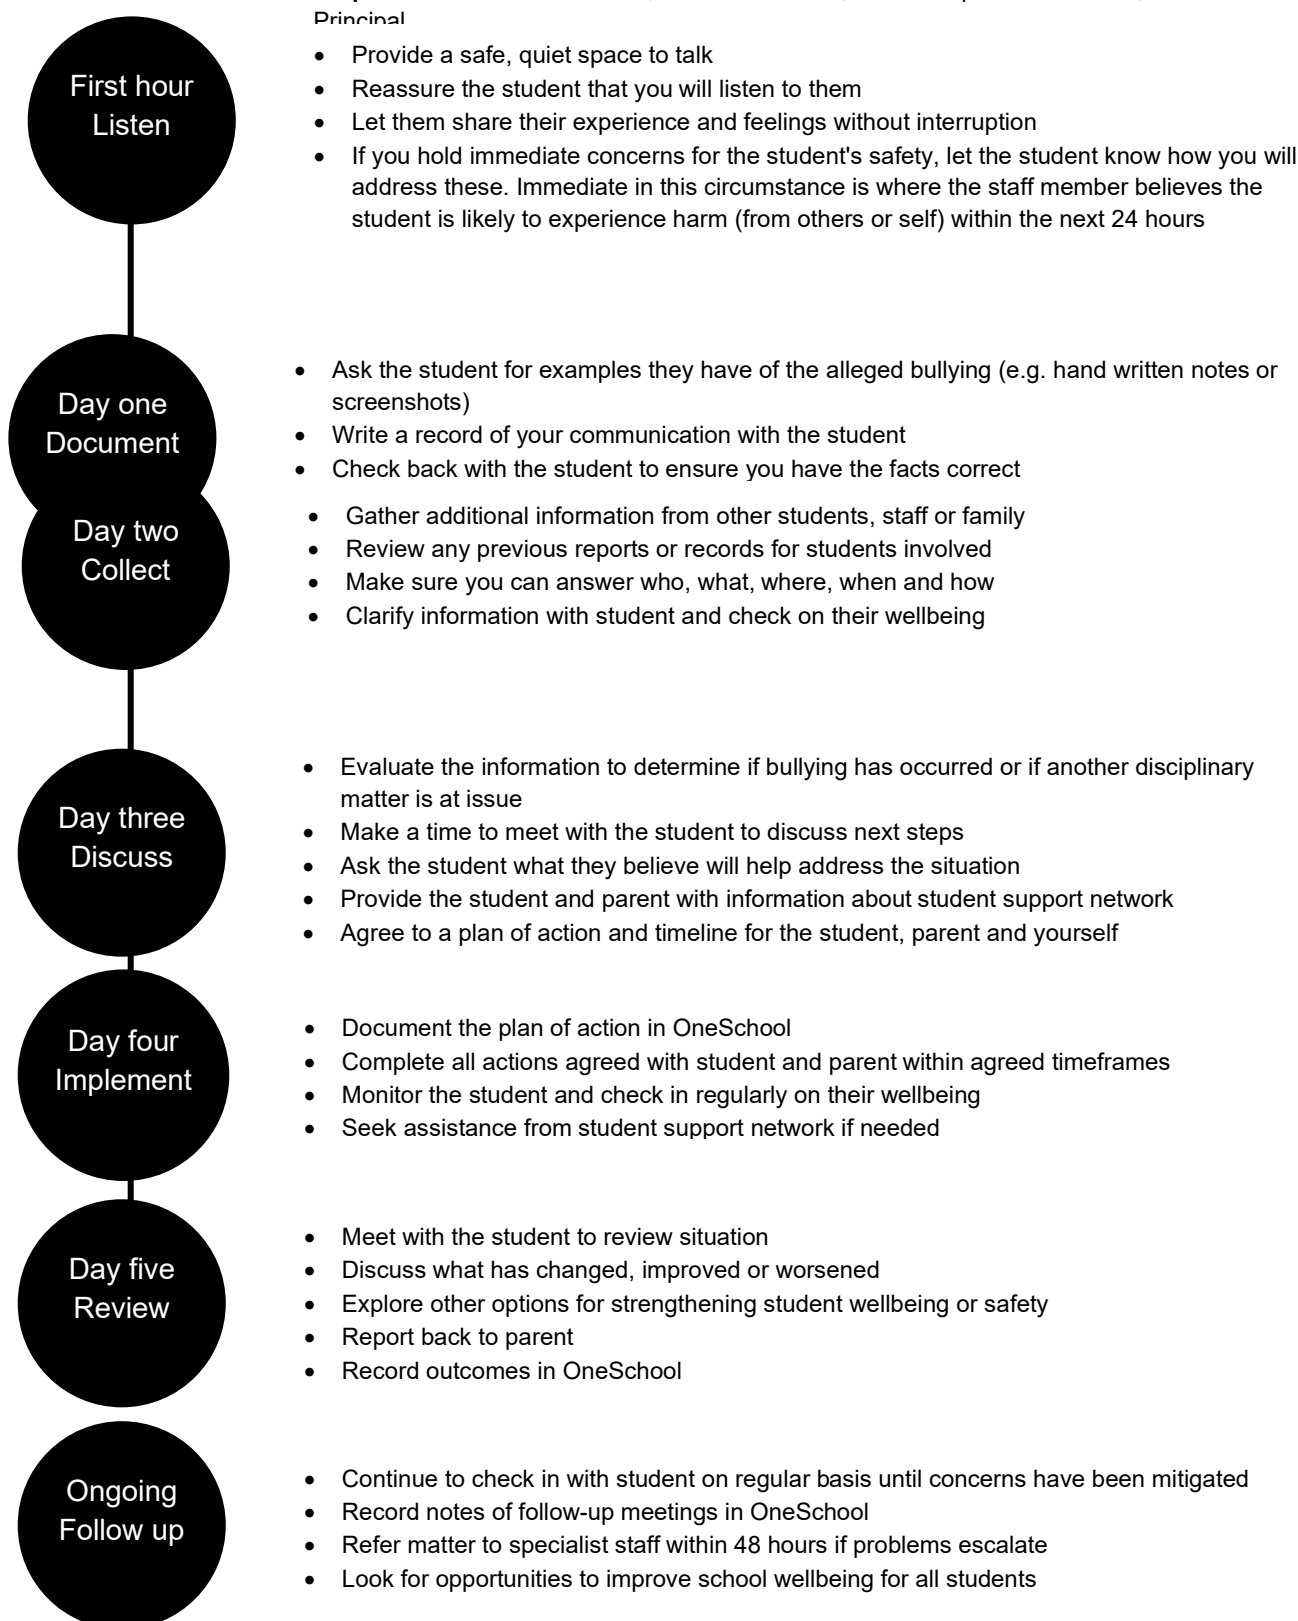 Principal
First hour
Listen
• Provide a safe, quiet space to talk
• Reassure the student that you will listen to them
• Let them share their experience and feelings without interruption
• If you hold immediate concerns for the student's safety, let the student know how you will
address these. Immediate in this circumstance is where the staff member believes the
student is likely to experience harm (from others or self) within the next 24 hours
Day one
Document
• Ask the student for examples they have of the alleged bullying (e.g. hand written notes or
screenshots)
• Write a record of your communication with the student
• Check back with the student to ensure you have the facts correct
Day two
Collect
• Gather additional information from other students, staff or family
• Review any previous reports or records for students involved
• Make sure you can answer who, what, where, when and how
• Clarify information with student and check on their wellbeing
Day three
Discuss
• Evaluate the information to determine if bullying has occurred or if another disciplinary
matter is at issue
• Make a time to meet with the student to discuss next steps
• Ask the student what they believe will help address the situation
• Provide the student and parent with information about student support network
• Agree to a plan of action and timeline for the student, parent and yourself
Day four
Implement
• Document the plan of action in OneSchool
• Complete all actions agreed with student and parent within agreed timeframes
• Monitor the student and check in regularly on their wellbeing
• Seek assistance from student support network if needed
Day five
Review
• Meet with the student to review situation
• Discuss what has changed, improved or worsened
• Explore other options for strengthening student wellbeing or safety
• Report back to parent
• Record outcomes in OneSchool
Ongoing
Follow up
• Continue to check in with student on regular basis until concerns have been mitigated
• Record notes of follow-up meetings in OneSchool
• Refer matter to specialist staff within 48 hours if problems escalate
• Look for opportunities to improve school wellbeing for all students